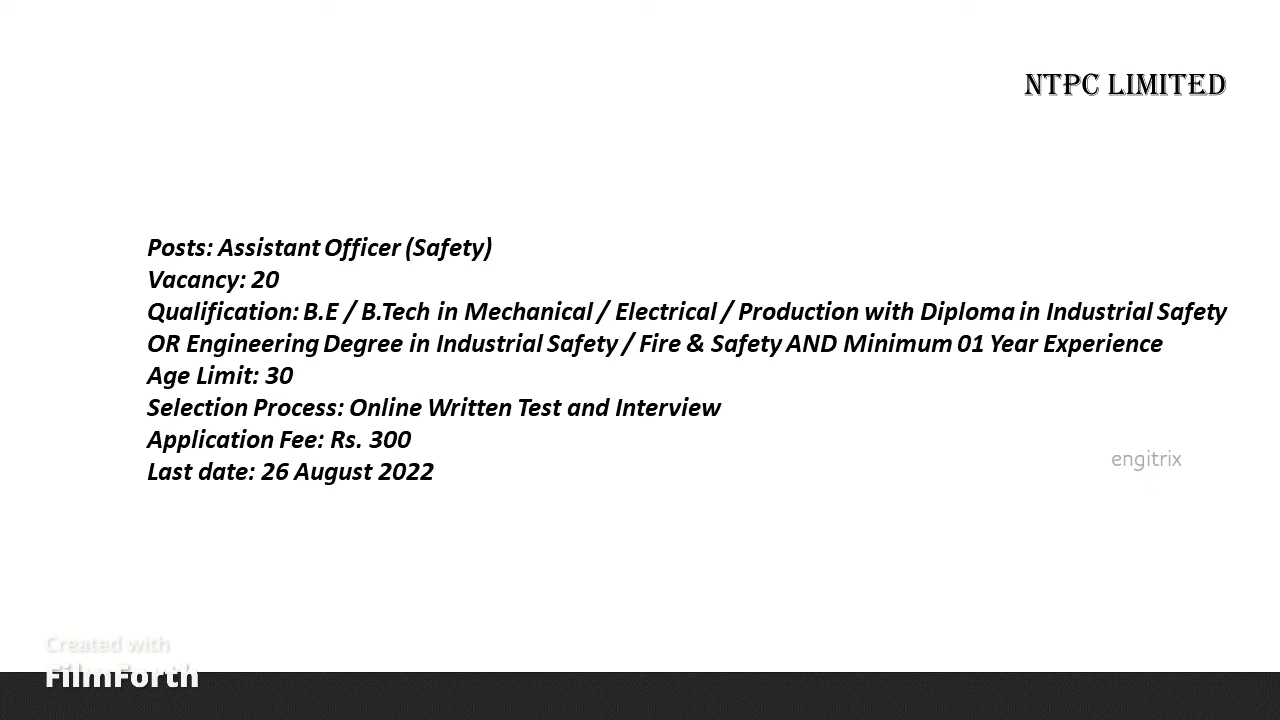 NTPC LIMITED
Posts: Assistant Officer (Safety)
Vacancy: 20
Qualification: B.E / B.Tech in Mechanical / Electrical / Production with Diploma in Industrial Safety
OR Engineering Degree in Industrial Safety / Fire & Safety AND Minimum 01 Year Experience
Age Limit: 30
Selection Process: Online Written Test and Interview
Application Fee: Rs. 300
Last date: 26 August 2022
engitrix
Created with
FilmForth